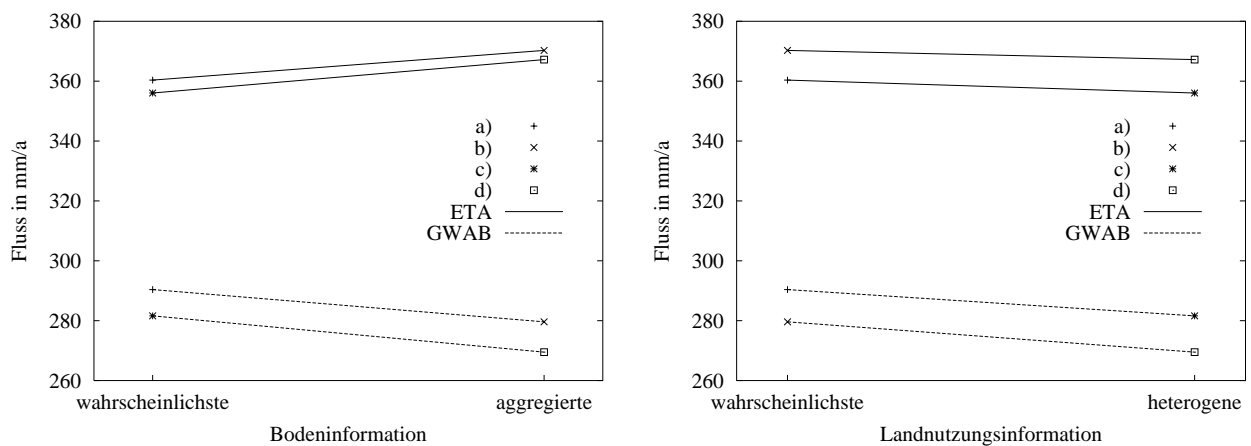 380
360
340
320
300
280
260
Fluss in mm/a
a)
b)
c)
d)
ETA
GWAB
wahrscheinlichste
aggregierte
Bodeninformation
380
360
340
320
300
280
260
Fluss in mm/a
a)
b)
c)
d)
ETA
GWAB
wahrscheinlichste
heterogene
Landnutzungsinformation